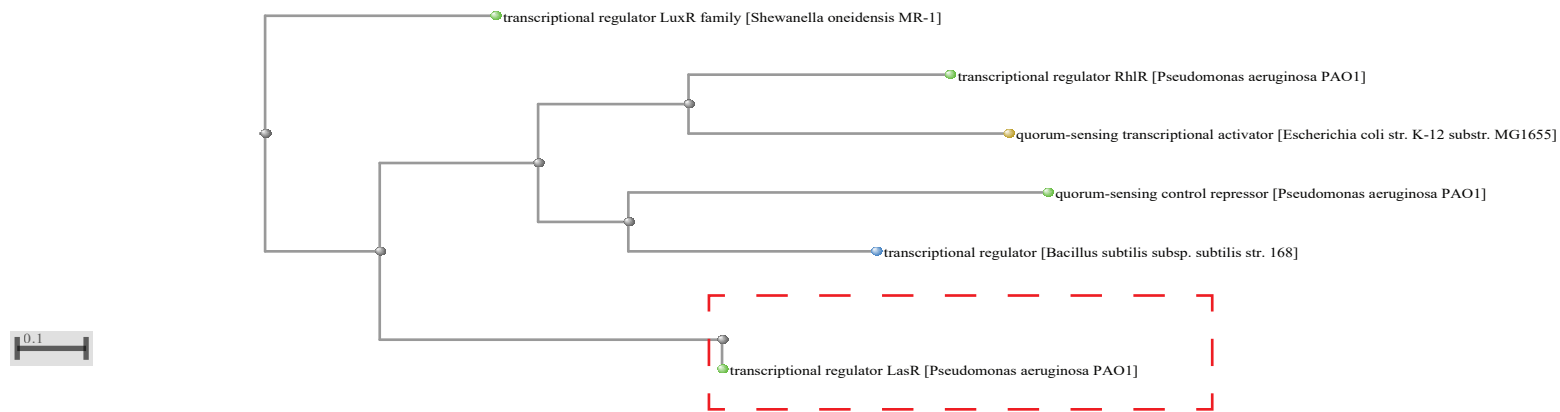 transcriptional regulator LuxR family [Shewanella oneidensis MR-1]
transcriptional regulator RhlR [Pseudomonas aeruginosa PAO1]
quorum-sensing transcriptional activator [Escherichia coli str. K-12 substr. MG1655]
quorum-sensing control repressor [Pseudomonas aeruginosa PAO1]
transcriptional regulator [Bacillus subtilis subsp. subtilis str. 168]
0.1
transcriptional regulator LasR [Pseudomonas aeruginosa PAO1]